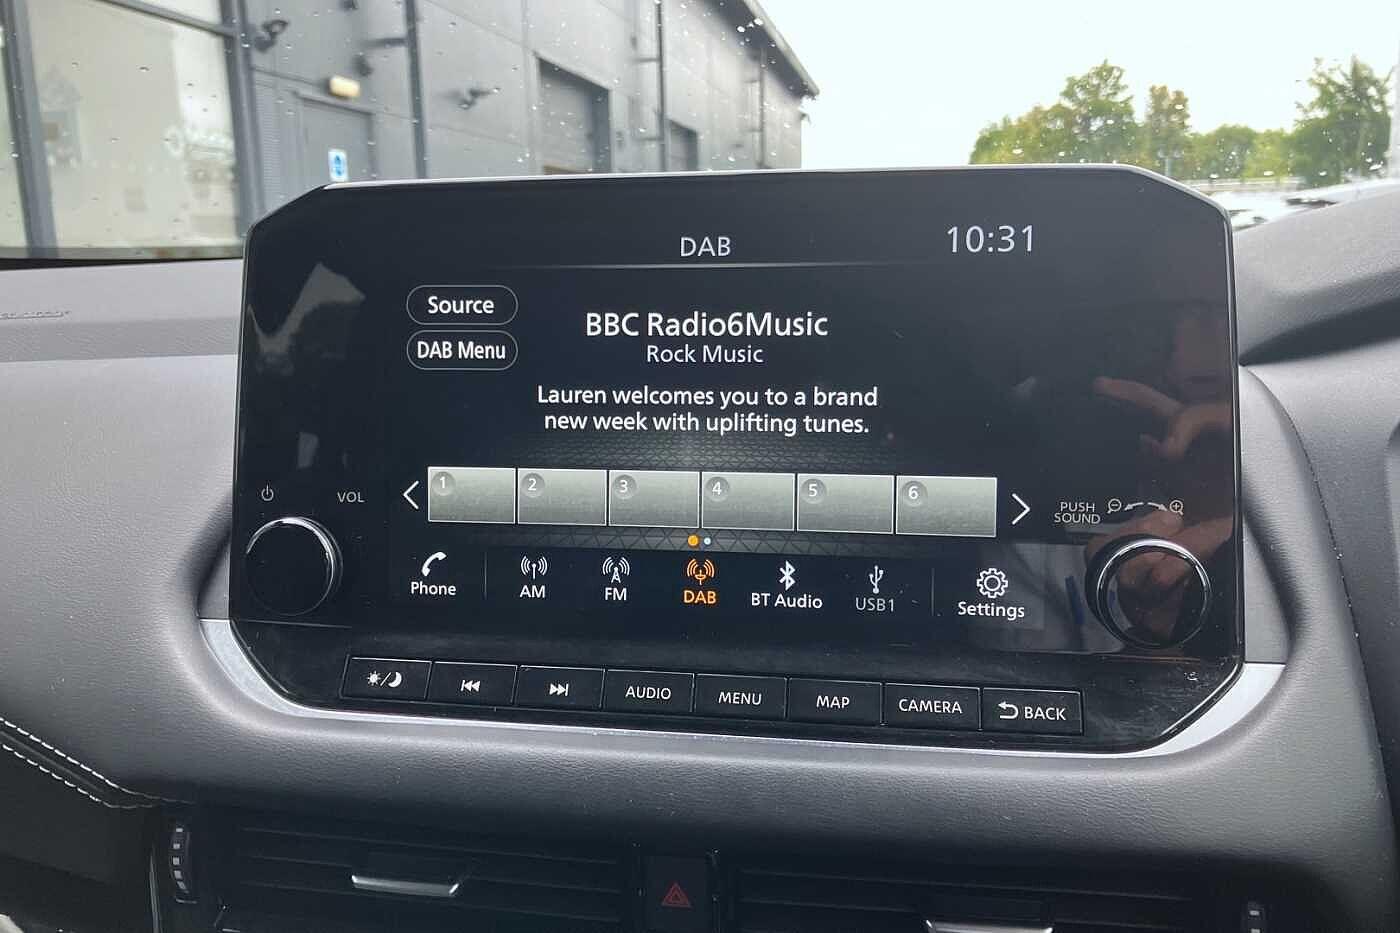 DAB
10:31
Source
DAB Menu
BBC Radio6Music
Rock Music
Lauren welcomes you to a brand
new week with uplifting tunes.
1 2 3 4 5 6
VOL
PUSH
SOUND
Phone
AM
FM
DAB
BT Audio
USB1
Settings
AUDIO
MENU
MAP
CAMERA
BACK